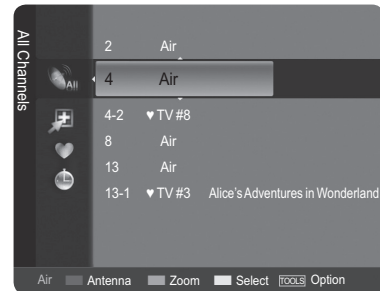 All Channels
2 Air
All
4 Air
4-2 ♥ TV #8
8 Air
13 Air
13-1 ♥ TV #3 Alice's Adventures in Wonderland
Air Antenna Zoom Select TOOLS Option